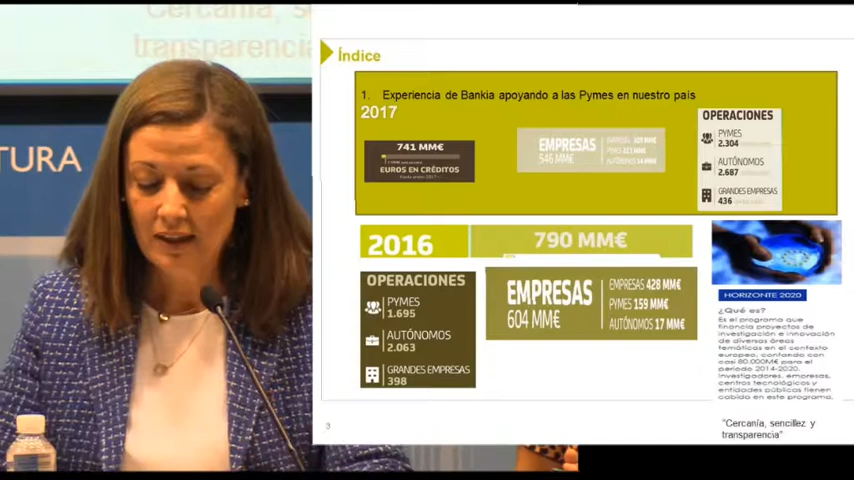 Cercanía, s
transparencia
TURA
Índice
1. Experiencia de Bankia apoyando a las Pymes en nuestro país
2017
741 MM€
EUROS EN CRÉDITOS
EMPRESAS
546 MM€
AUTÓNOMOS 14 MM€
OPERACIONES
PYMES
2.304
AUTÓNOMOS
2.687
GRANDES EMPRESAS
436
2016
790 MM€
OPERACIONES
PYMES
1.695
AUTÓNOMOS
2.063
GRANDES EMPRESAS
398
EMPRESAS
604 MM€
EMPRESAS 428 MM€
PYMES 159 MM€
AUTÓNOMOS 17 MM€
HORIZONTE 2020
¿Qué es?
Es el programa que
financia proyectos de
investigación e innovación
de diversas áreas
temáticas en el contexto
europeo, contando con
casi 80.000M€ para el
periodo 2014-2020.
Investigadores, empresas,
centros tecnológicos y
entidades públicas tienen
cabida en este programa.
3
"Cercanía, sencillez y
transparencia"